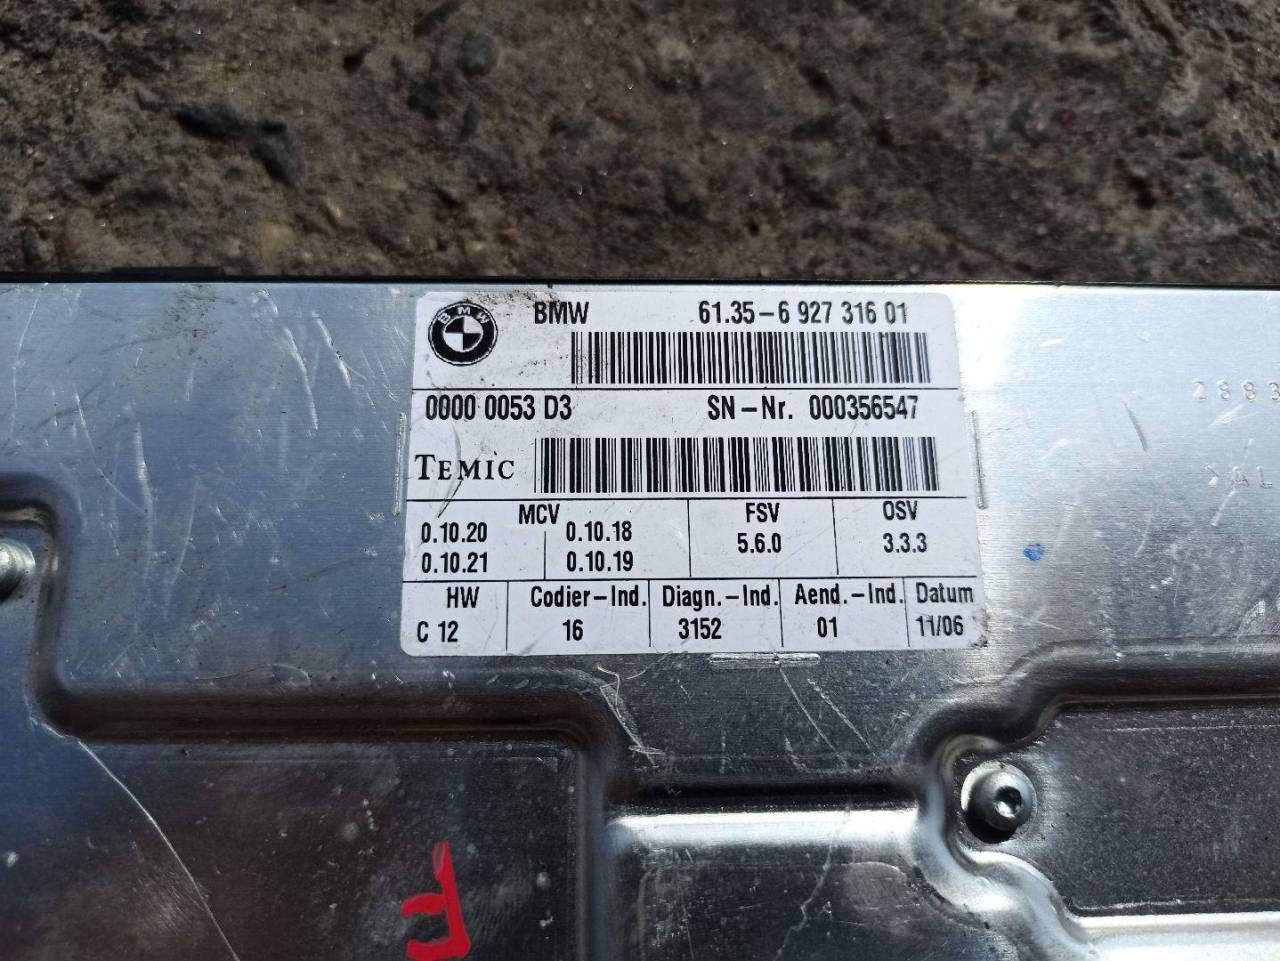 BMW
BMW 61.35-6 927 316 01
0000 0053 D3 SN-Nr. 000356547
TEMIC
MCV FSV OSV
0.10.20 0.10.18 5.6.0 3.3.3
0.10.21 0.10.19
HW Codier-Ind. Diagn.-Ind. Aend.-Ind. Datum
C 12 16 3152 01 11/06